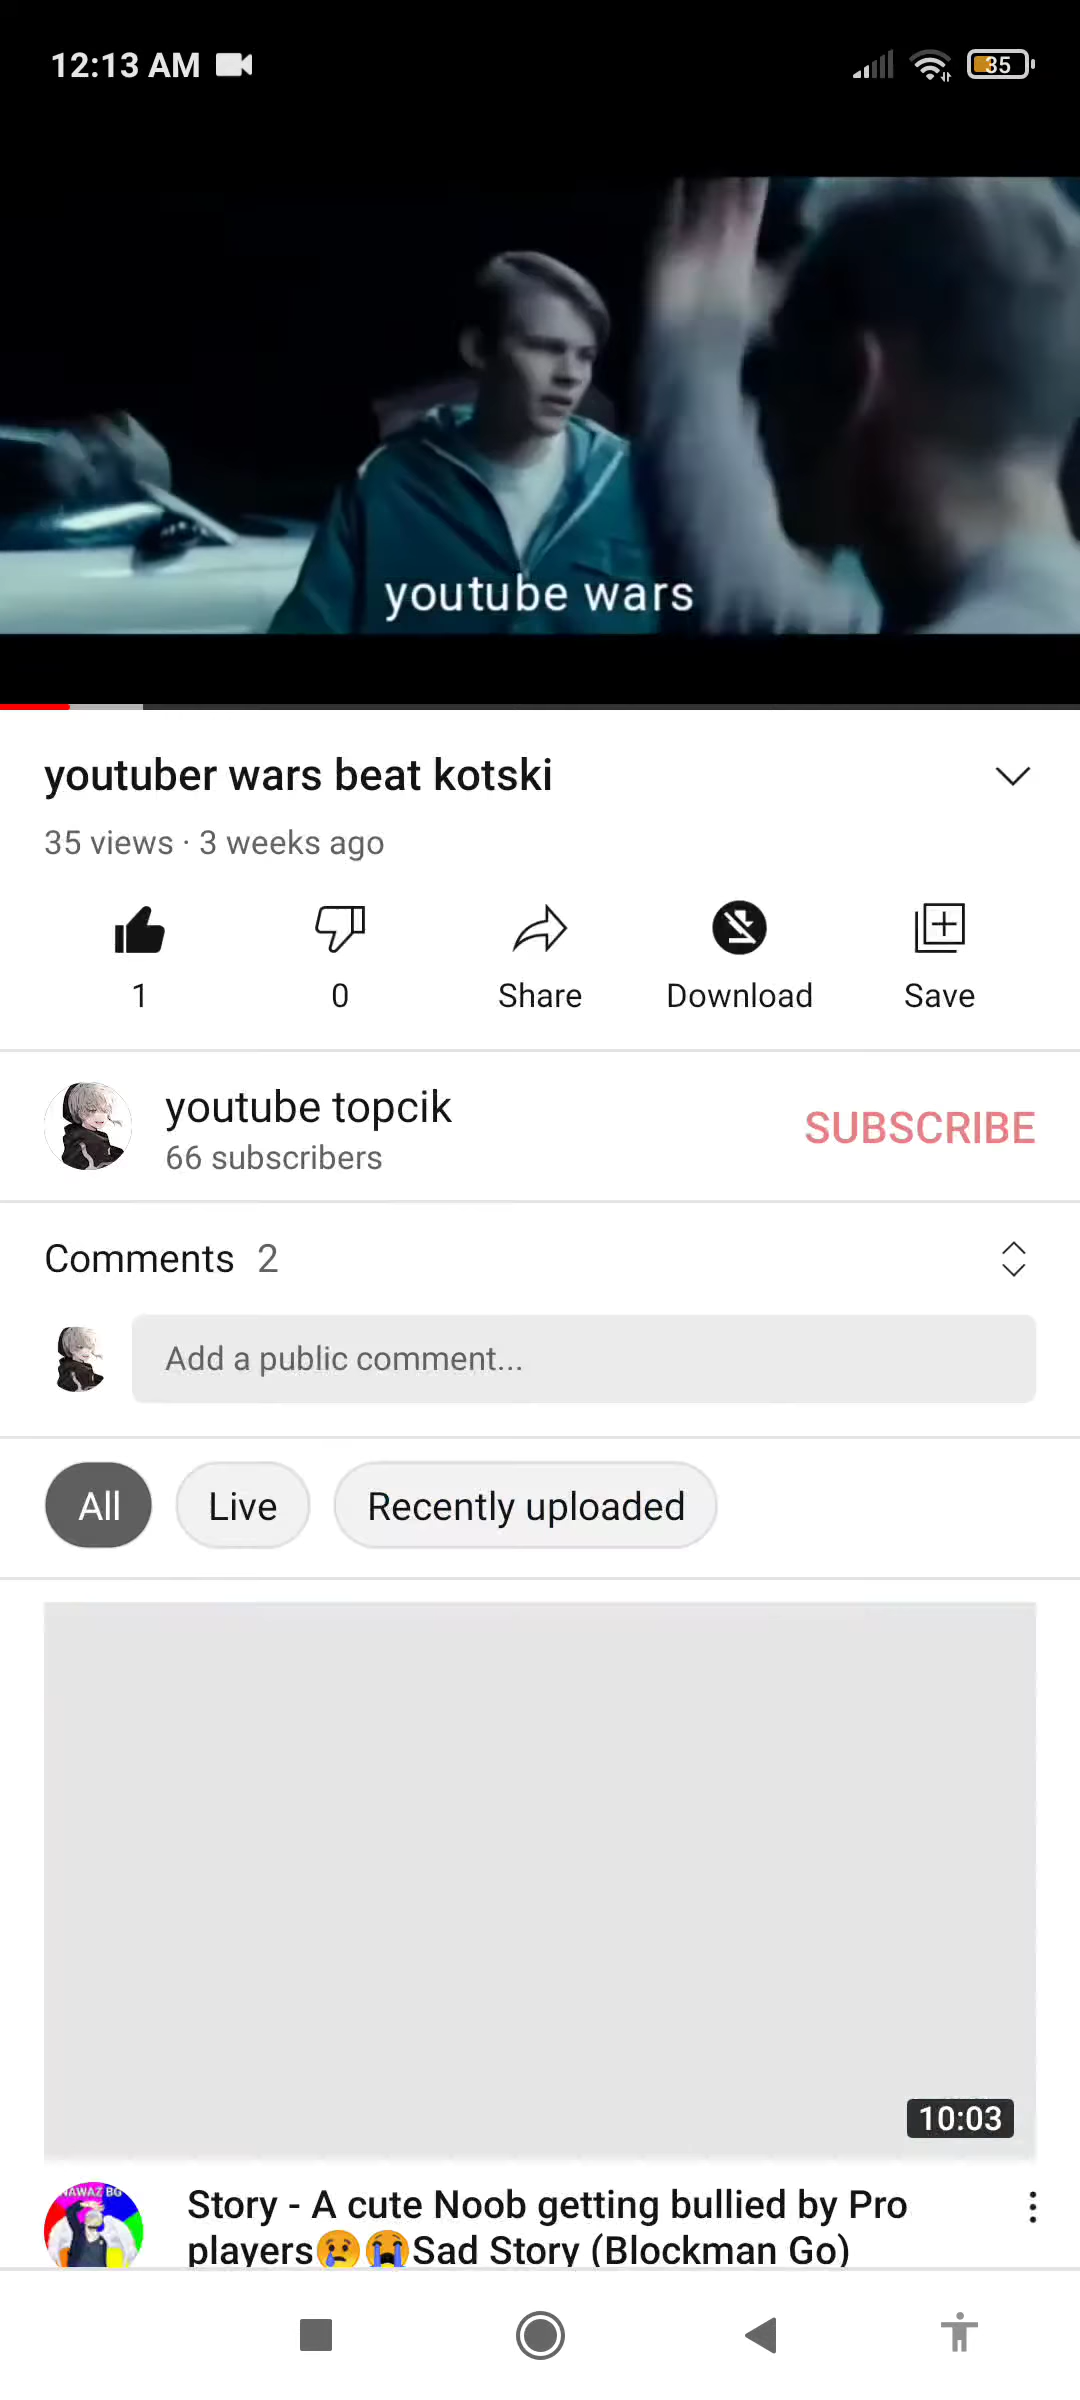 12:13 AM
35
youtube wars
youtuber wars beat kotski
35 views · 3 weeks ago
1
0
Share
Download
Save
youtube topcik
66 subscribers
SUBSCRIBE
Comments 2
Add a public comment...
All
Live
Recently uploaded
10:03
NAWAZ BG
Story - A cute Noob getting bullied by Pro
players😢😭Sad Story (Blockman Go)